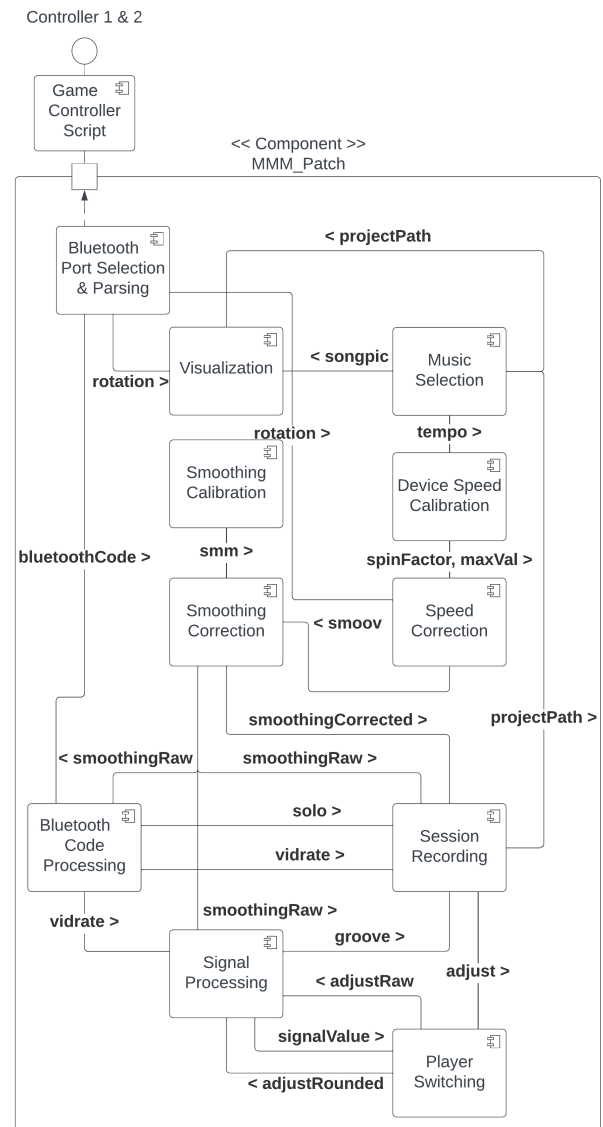 Controller 1 & 2
Game
Controller
Script
<< Component >>
MMM_Patch
Bluetooth
Port Selection
& Parsing
< projectPath
Visualization
< songpic
Music
Selection
rotation >
rotation >
tempo >
Smoothing
Calibration
Device Speed
Calibration
bluetoothCode >
smm >
spinFactor, maxVal >
Smoothing
Correction
< smoov
Speed
Correction
smoothingCorrected >
projectPath >
< smoothingRaw
smoothingRaw >
Bluetooth
Code
Processing
solo >
vidrate >
Session
Recording
vidrate >
smoothingRaw >
groove >
Signal
Processing
adjust >
< adjustRaw
signalValue >
< adjustRounded
Player
Switching